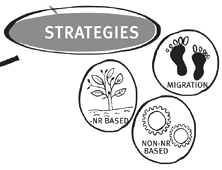 STRATEGIES
MIGRATION
NR BASED
NON-NR
BASED